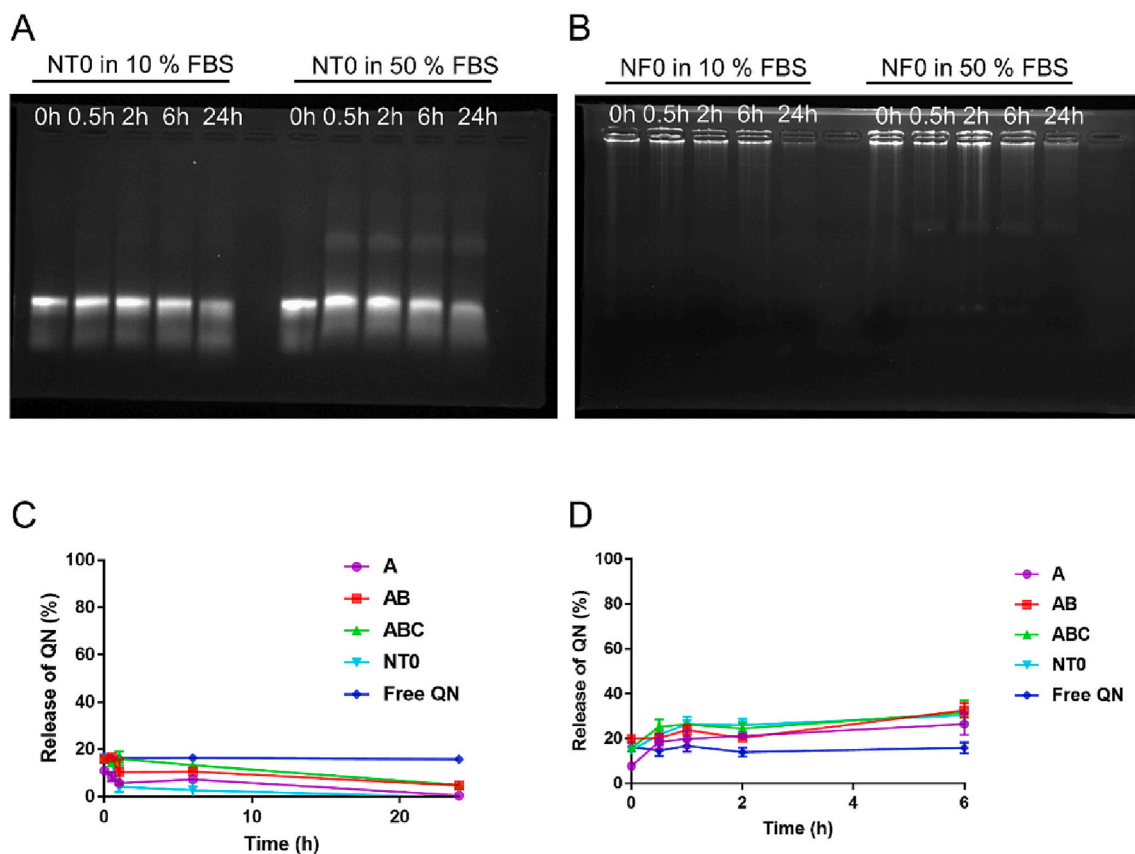 A
NT0 in 10 % FBS
NT0 in 50 % FBS
0h 0.5h 2h 6h 24h
0h 0.5h 2h 6h 24h
B
NF0 in 10 % FBS
NF0 in 50 % FBS
0h 0.5h 2h 6h 24h
0h 0.5h 2h 6h 24h
C
Release of QN (%)
100
80
60
40
20
0
0 10 20
Time (h)
A
AB
ABC
NT0
Free QN
D
Release of QN (%)
100
80
60
40
20
0
0 2 4 6
Time (h)
A
AB
ABC
NT0
Free QN